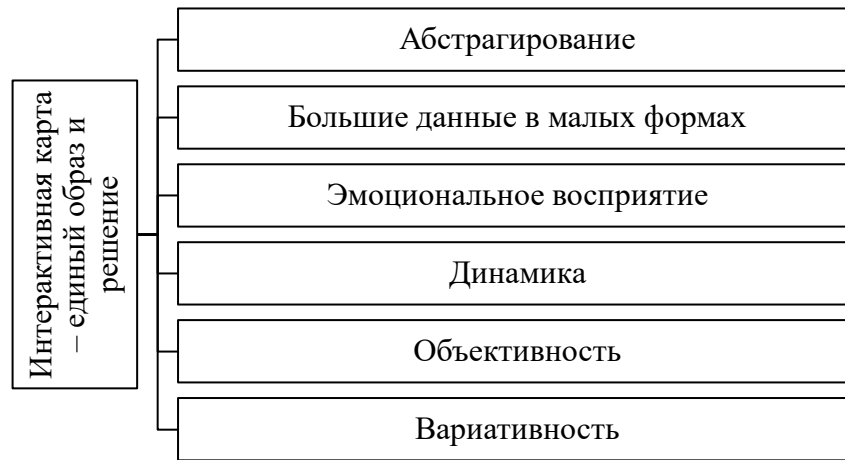 Интерактивная карта
– единый образ и
решение
Абстрагирование
Большие данные в малых формах
Эмоциональное восприятие
Динамика
Объективность
Вариативность